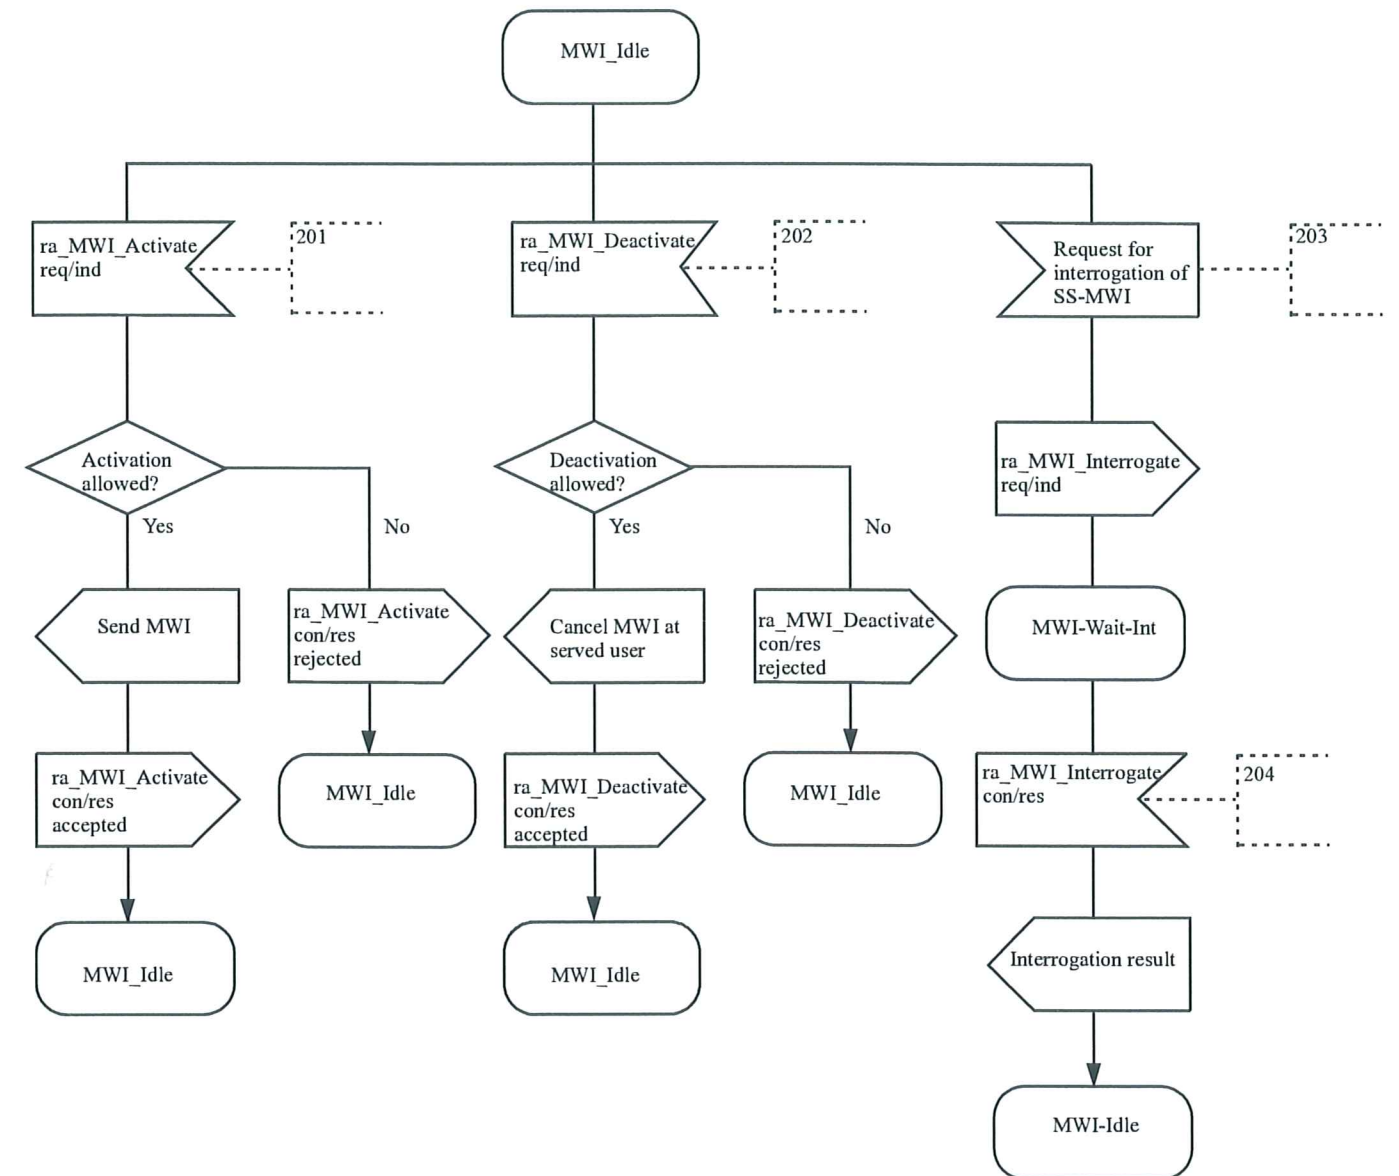 MWI_Idle
ra_MWI_Activate
req/ind
201
ra_MWI_Deactivate
req/ind
202
Request for
interrogation of
SS-MWI
203
Activation
allowed?
Yes
No
Deactivation
allowed?
Yes
No
ra_MWI_Interrogate
req/ind
Send MWI
ra_MWI_Activate
con/res
rejected
Cancel MWI at
served user
ra_MWI_Deactivate
con/res
rejected
MWI-Wait-Int
ra_MWI_Activate
con/res
accepted
MWI_Idle
ra_MWI_Deactivate
con/res
accepted
MWI_Idle
ra_MWI_Interrogate
con/res
204
MWI_Idle
MWI_Idle
Interrogation result
MWI-Idle